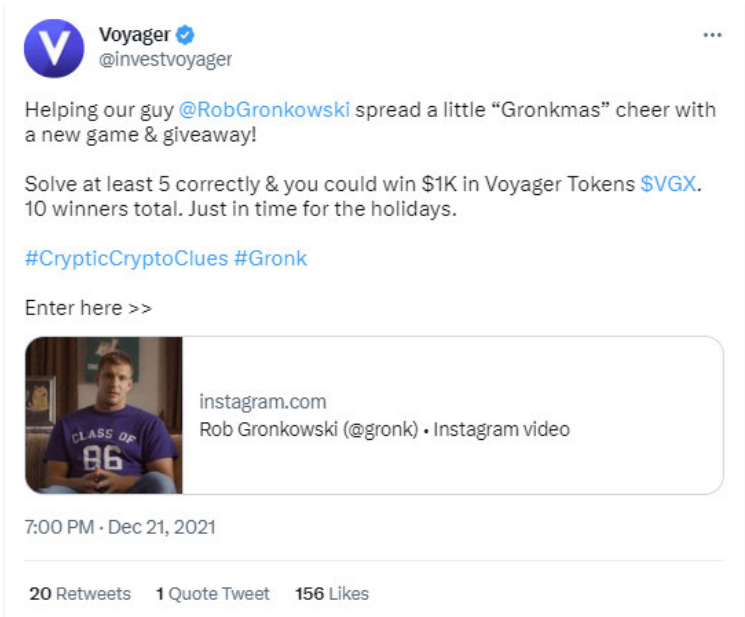 Voyager
@investvoyager
Helping our guy @RobGronkowski spread a little “Gronkmas” cheer with
a new game & giveaway!
Solve at least 5 correctly & you could win $1K in Voyager Tokens $VGX.
10 winners total. Just in time for the holidays.
#CrypticCryptoClues #Gronk
Enter here >>
CLASS OF
86
instagram.com
Rob Gronkowski (@gronk) • Instagram video
7:00 PM · Dec 21, 2021
20 Retweets 1 Quote Tweet 156 Likes